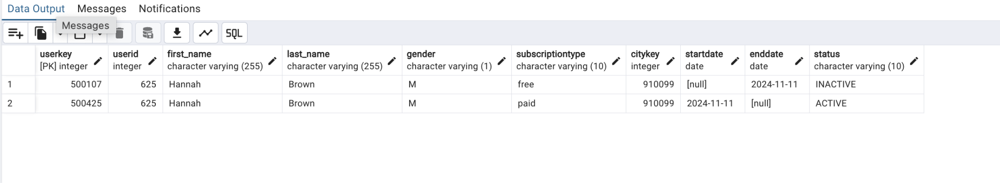 Data Output Messages Notifications
Messages
SQL
userkey userid first_name last_name gender subscriptiontype citykey startdate enddate status
[PK] integer integer character varying (255) character varying (255) character varying (1) character varying (10) integer date date character varying (10)
1 500107 625 Hannah Brown M free 910099 [null] 2024-11-11 INACTIVE
2 500425 625 Hannah Brown M paid 910099 2024-11-11 [null] ACTIVE